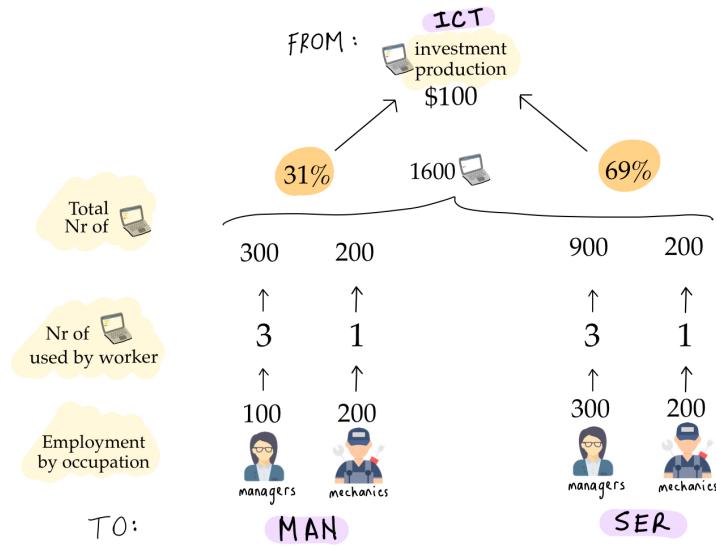 ICT
FROM:
investment
production
$100
31%
1600
69%
Total
Nr of
300 200 900 200
Nr of
used by worker
3 1 3 1
100 200 300 200
Employment
by occupation
managers mechanics managers mechanics
TO: MAN SER